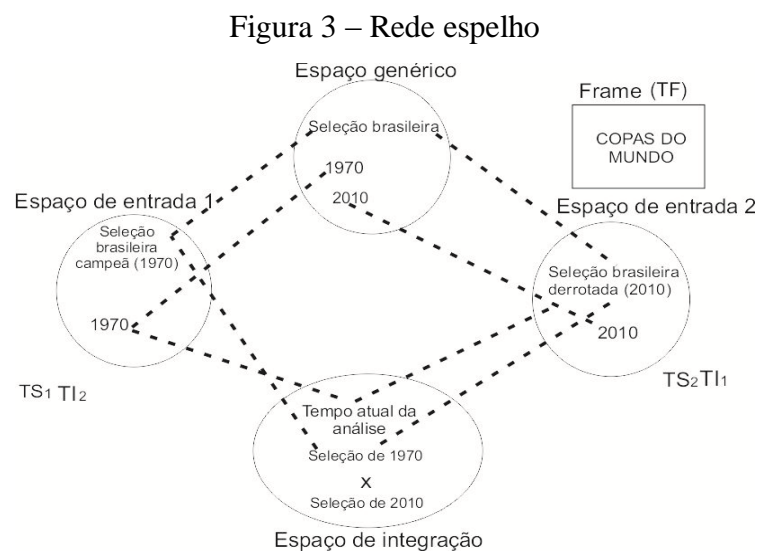 Figura 3 – Rede espelho
Espaço genérico
Seleção brasileira
1970
2010
Frame (TF)
COPAS DO
MUNDO
Espaço de entrada 1
Seleção
brasileira
campeã (1970)
1970
TS1 TI2
Espaço de entrada 2
Seleção brasileira
derrotada (2010)
2010
TS2TI1
Tempo atual da
análise
Seleção de 1970
x
Seleção de 2010
Espaço de integração